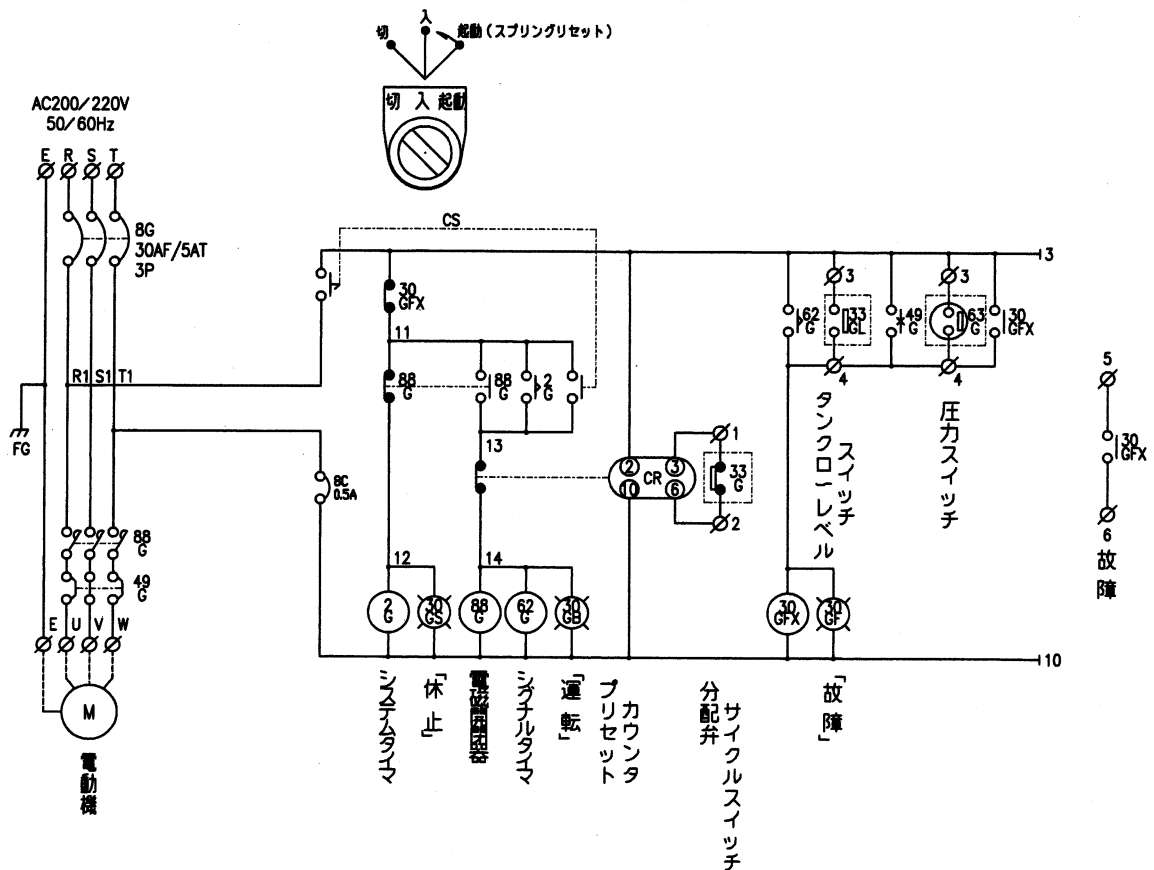 切 入 起動(スプリングリセット)
切 入 起動
AC200/220V
50/60Hz
E R S T
8G
30AF/5AT
3P
CS
3
30
GFX
11
R1 S1 T1
88
G
88
G
2
G
62
G
3
33
GL
4
49
G
3
63
G
4
30
GFX
FG
8C
0.5A
13
2
3
10
6
CR
1
33
G
2
タンクローレベル
スイッチ
圧力スイッチ
5
30
GFX
6
故障
88
G
49
G
E U V W
M
電動機
12
14
2
G
30
GS
88
G
62
G
30
GB
30
GFX
30
GF
10
システムタイマ
「休止」
電磁開閉器
シグナルタイマ
「運転」
プリセット
カウンタ
分配弁
サイクルスイッチ
「故障」